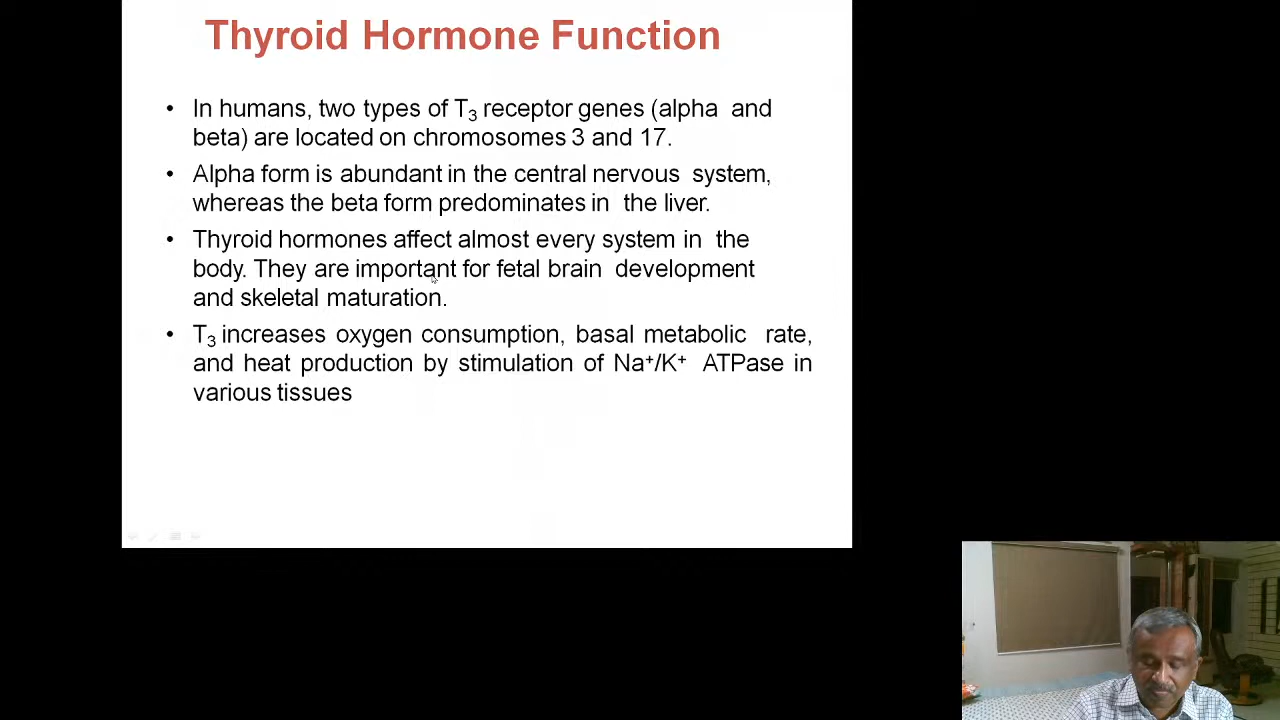 Thyroid Hormone Function
• In humans, two types of T₃ receptor genes (alpha and
beta) are located on chromosomes 3 and 17.
• Alpha form is abundant in the central nervous system,
whereas the beta form predominates in the liver.
• Thyroid hormones affect almost every system in the
body. They are important for fetal brain development
and skeletal maturation.
• T₃ increases oxygen consumption, basal metabolic rate,
and heat production by stimulation of Na⁺/K⁺ ATPase in
various tissues